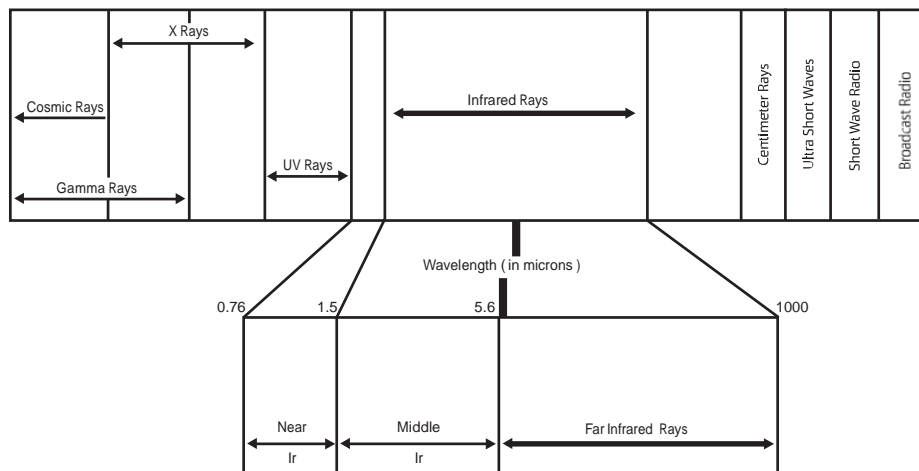 X Rays
Cosmic Rays
Infrared Rays
UV Rays
Gamma Rays
Centimeter Rays
Ultra Short Waves
Short Wave Radio
Broadcast Radio
Wavelength ( in microns )
0.76
1.5
5.6
1000
Near
Ir
Middle
Ir
Far Infrared Rays